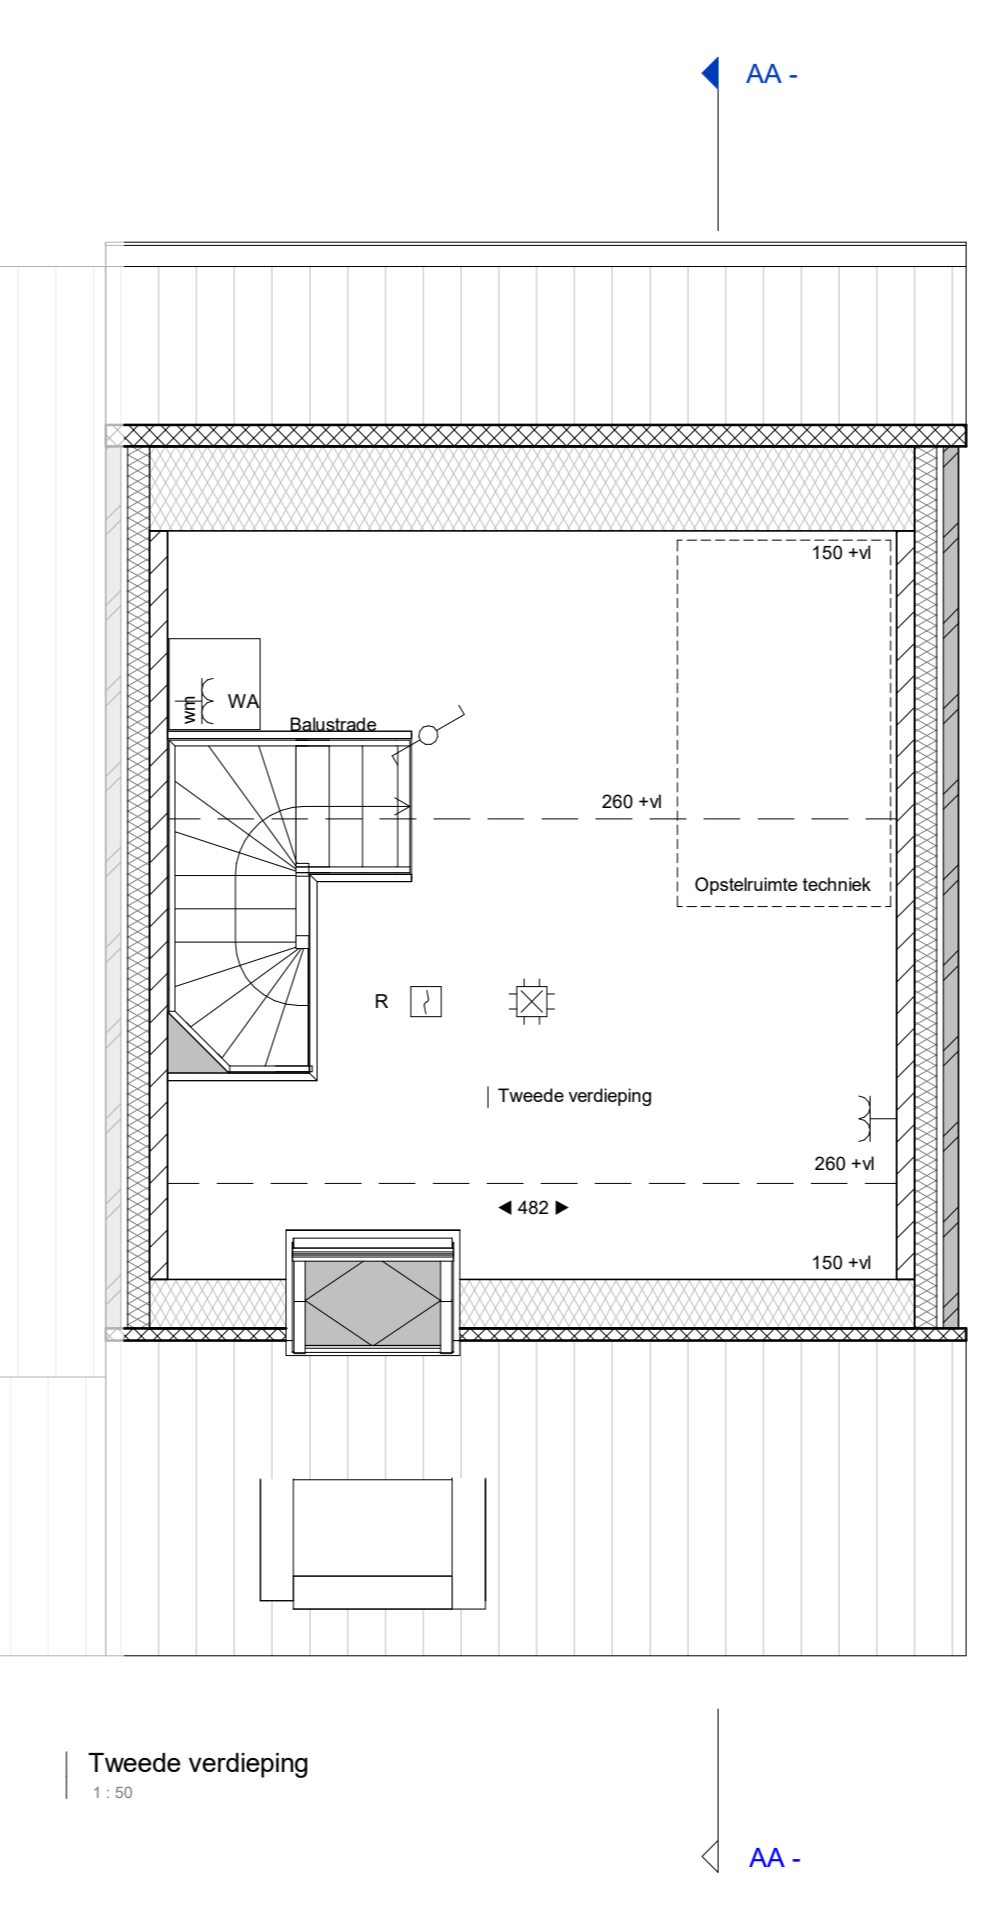 AA -
150 +vl
wm
WA
Balustrade
260 +vl
Opstelruimte techniek
R
Tweede verdieping
260 +vl
482
150 +vl
Tweede verdieping
1 : 50
AA -